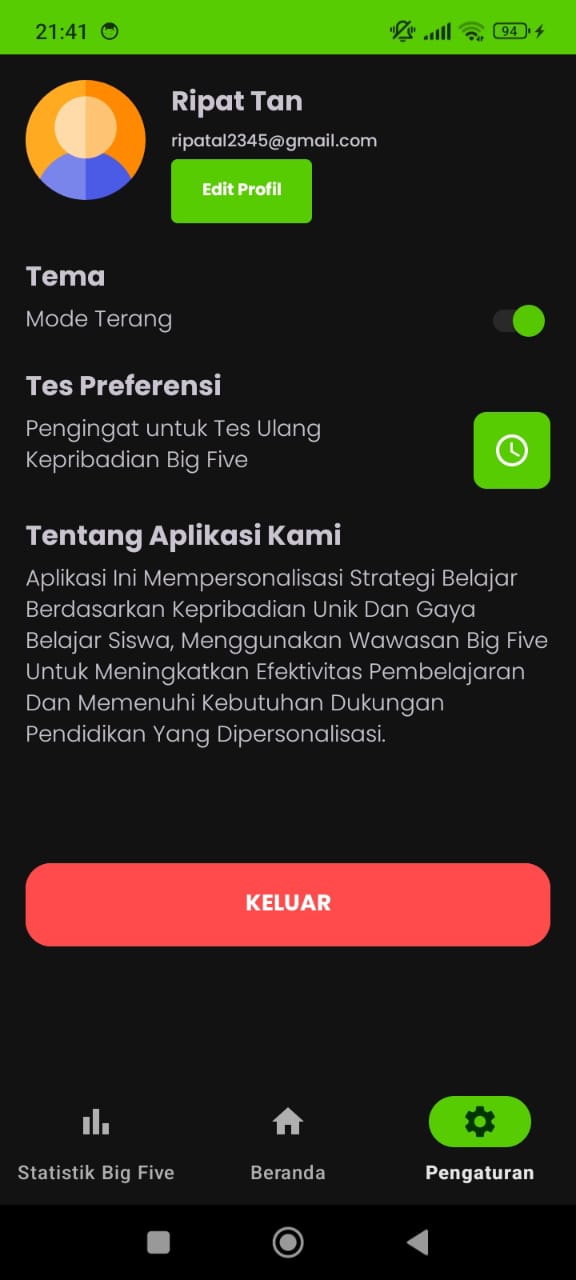 21:41
94
Ripat Tan
ripatal2345@gmail.com
Edit Profil
Tema
Mode Terang
Tes Preferensi
Pengingat untuk Tes Ulang
Kepribadian Big Five
Tentang Aplikasi Kami
Aplikasi Ini Mempersonalisasi Strategi Belajar
Berdasarkan Kepribadian Unik Dan Gaya
Belajar Siswa, Menggunakan Wawasan Big Five
Untuk Meningkatkan Efektivitas Pembelajaran
Dan Memenuhi Kebutuhan Dukungan
Pendidikan Yang Dipersonalisasi.
KELUAR
Statistik Big Five
Beranda
Pengaturan